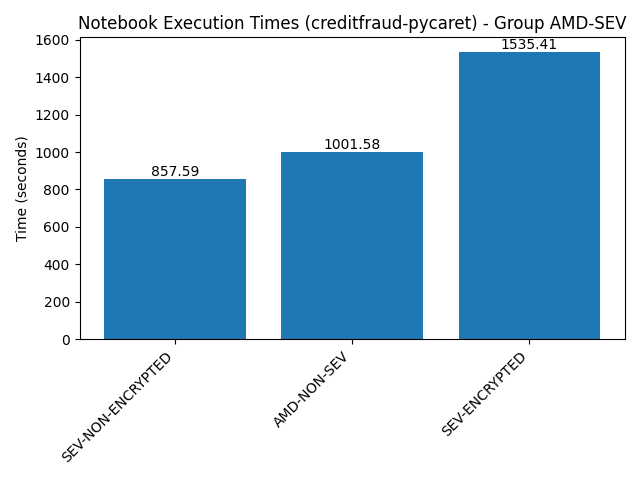 Notebook Execution Times (creditfraud-pycaret) - Group AMD-SEV
Time (seconds)
1600
1400
1200
1000
800
600
400
200
0
857.59
1001.58
1535.41
SEV-NON-ENCRYPTED
AMD-NON-SEV
SEV-ENCRYPTED